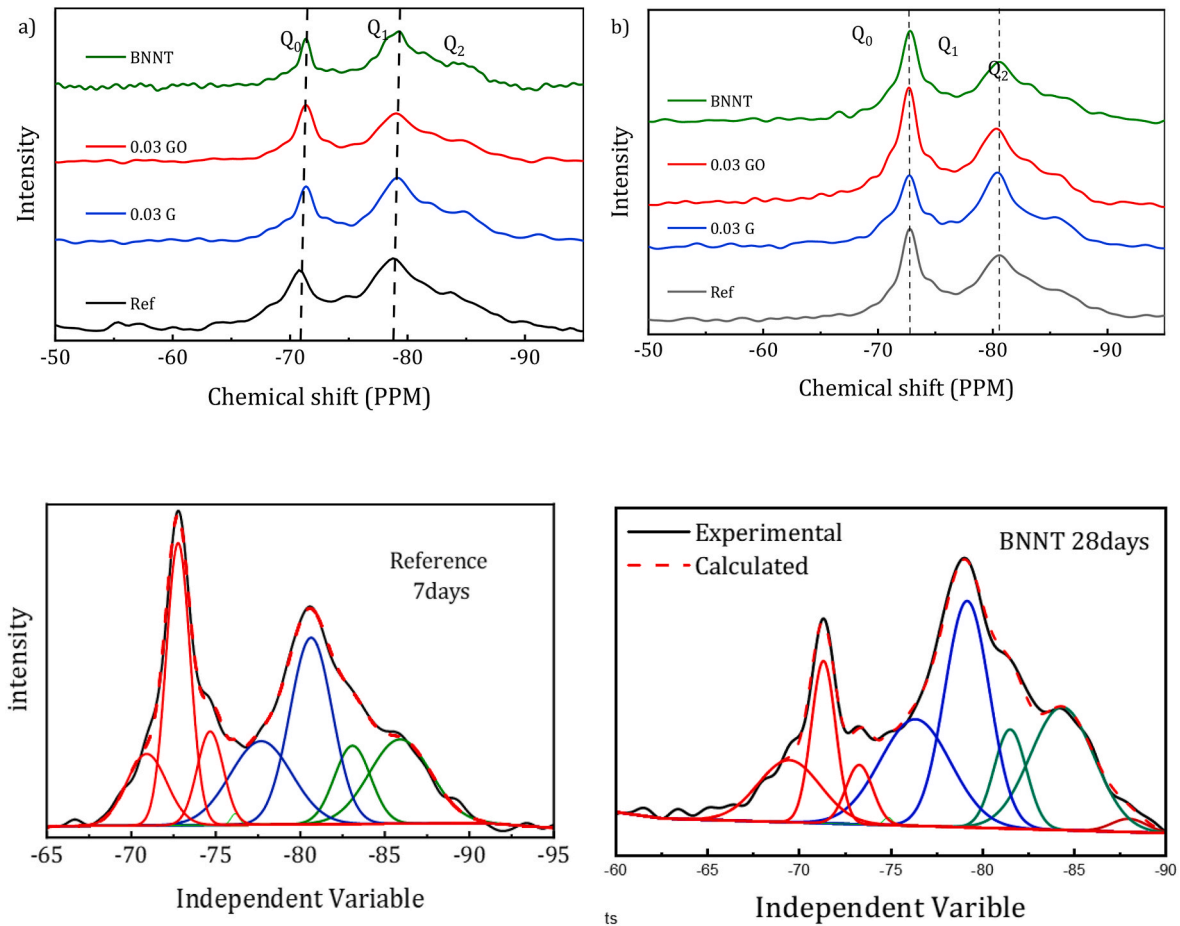 a)
Q0
Q1
Q2
BNNT
0.03 GO
0.03 G
Ref
Intensity
-50
-60
-70
-80
-90
Chemical shift (PPM)
b)
Q0
Q1
Q2
BNNT
0.03 GO
0.03 G
Ref
Intensity
-50
-60
-70
-80
-90
Chemical shift (PPM)
Reference
7days
intensity
-65
-70
-75
-80
-85
-90
-95
Independent Variable
Experimental
Calculated
BNNT 28days
-60
-65
-70
-75
-80
-85
-90
ts
Independent Varible